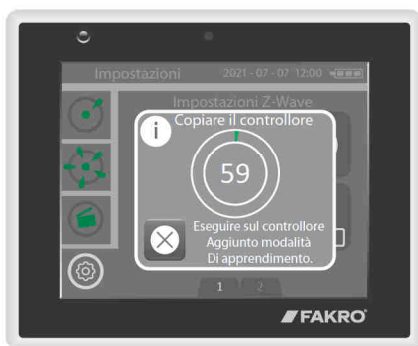 Impostazioni 2021 - 07 - 07 12:00
Impostazioni Z-Wave
Copiare il controllore
i
59
Eseguire sul controllore
Aggiunto modalità
Di apprendimento.
1 2
FAKRO